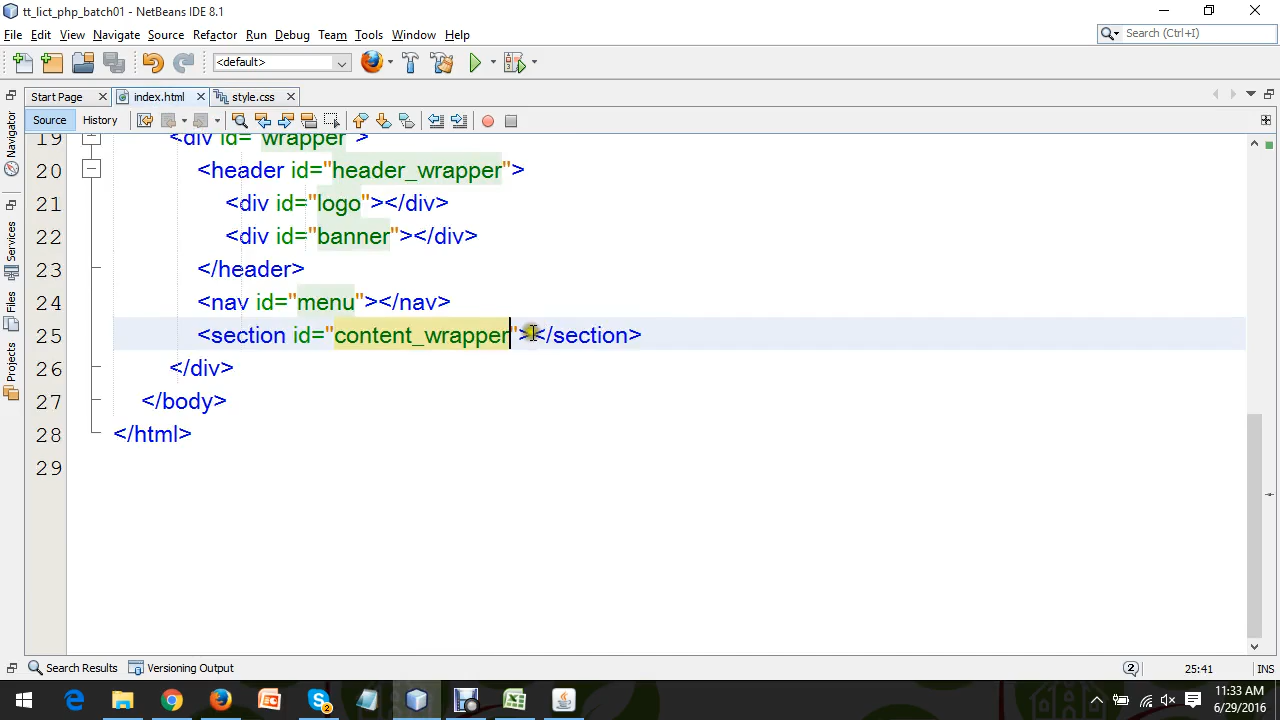 tt_lict_php_batch01 - NetBeans IDE 8.1
File Edit View Navigate Source Refactor Run Debug Team Tools Window Help
Search (Ctrl+I)
<default>
Start Page index.html style.css
Source History
Navigator
Services
Files
Projects
19 <div id="wrapper">
20 <header id="header_wrapper">
21 <div id="logo"></div>
22 <div id="banner"></div>
23 </header>
24 <nav id="menu"></nav>
25 <section id="content_wrapper"></section>
26 </div>
27 </body>
28 </html>
29
Search Results Versioning Output
2 25:41 INS
2
11:33 AM
6/29/2016